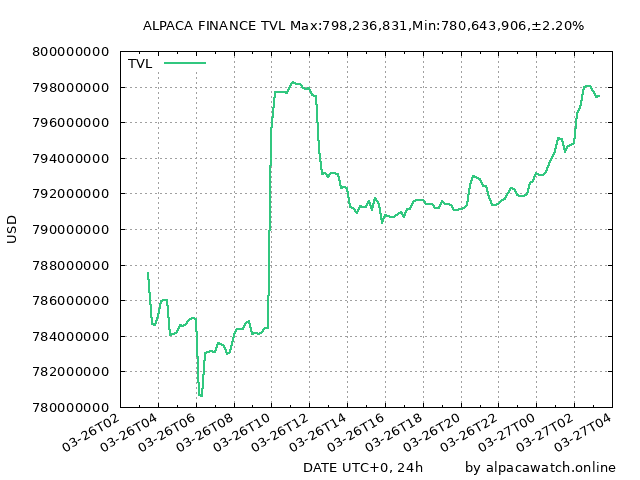 ALPACA FINANCE TVL Max:798,236,831,Min:780,643,906,±2.20%
TVL
USD
800000000
798000000
796000000
794000000
792000000
790000000
788000000
786000000
784000000
782000000
780000000
03-26T02
03-26T04
03-26T06
03-26T08
03-26T10
03-26T12
03-26T14
03-26T16
03-26T18
03-26T20
03-26T22
03-27T00
03-27T02
03-27T04
DATE UTC+0, 24h
by alpacawatch.online